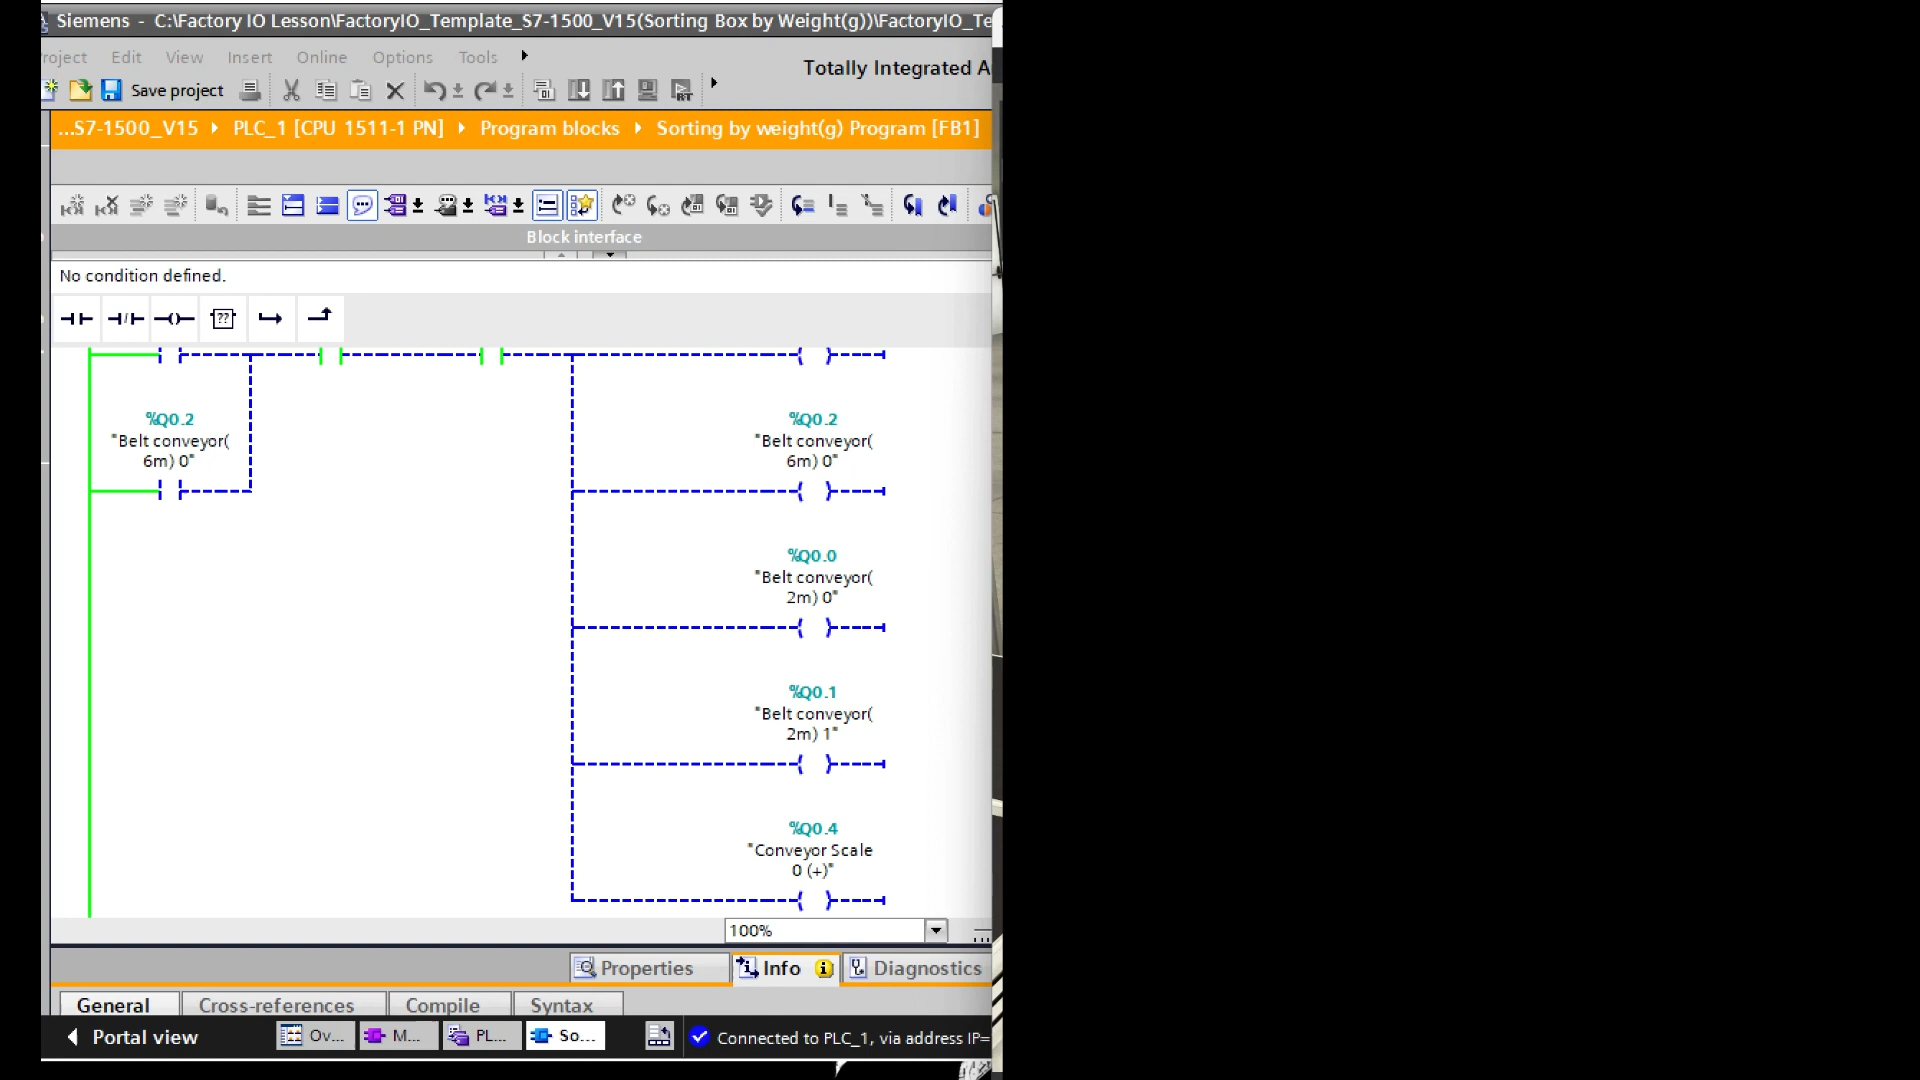 Siemens - C:\Factory IO Lesson\FactoryIO_Template_S7-1500_V15(Sorting Box by Weight(g))\FactoryIO_Te
roject Edit View Insert Online Options Tools
Totally Integrated A
Save project
...S7-1500_V15 PLC_1 [CPU 1511-1 PN] Program blocks Sorting by weight(g) Program [FB1]
Block interface
No condition defined.
??
%Q0.2
"Belt conveyor(
6m) 0"
%Q0.2
"Belt conveyor(
6m) 0"
%Q0.0
"Belt conveyor(
2m) 0"
%Q0.1
"Belt conveyor(
2m) 1"
%Q0.4
"Conveyor Scale
0 (+)"
100%
Properties Info Diagnostics
General Cross-references Compile Syntax
Portal view Ov... M... PL... So... Connected to PLC_1, via address IP=